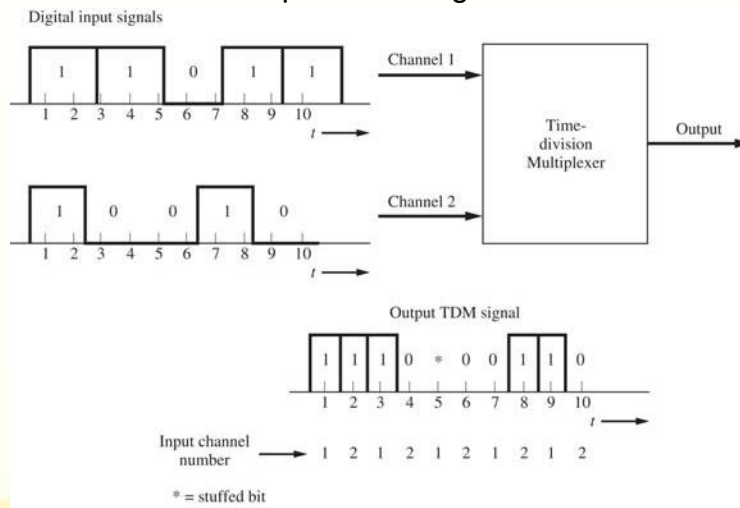 Digital input signals
1 1 0 1 1
1 2 3 4 5 6 7 8 9 10
t
Channel 1
Time-
division
Multiplexer
Output
1 0 0 1 0
1 2 3 4 5 6 7 8 9 10
t
Channel 2
Output TDM signal
1 1 1 0 * 0 0 1 1 0
1 2 3 4 5 6 7 8 9 10
t
Input channel
number
1 2 1 2 1 2 1 2 1 2
* = stuffed bit